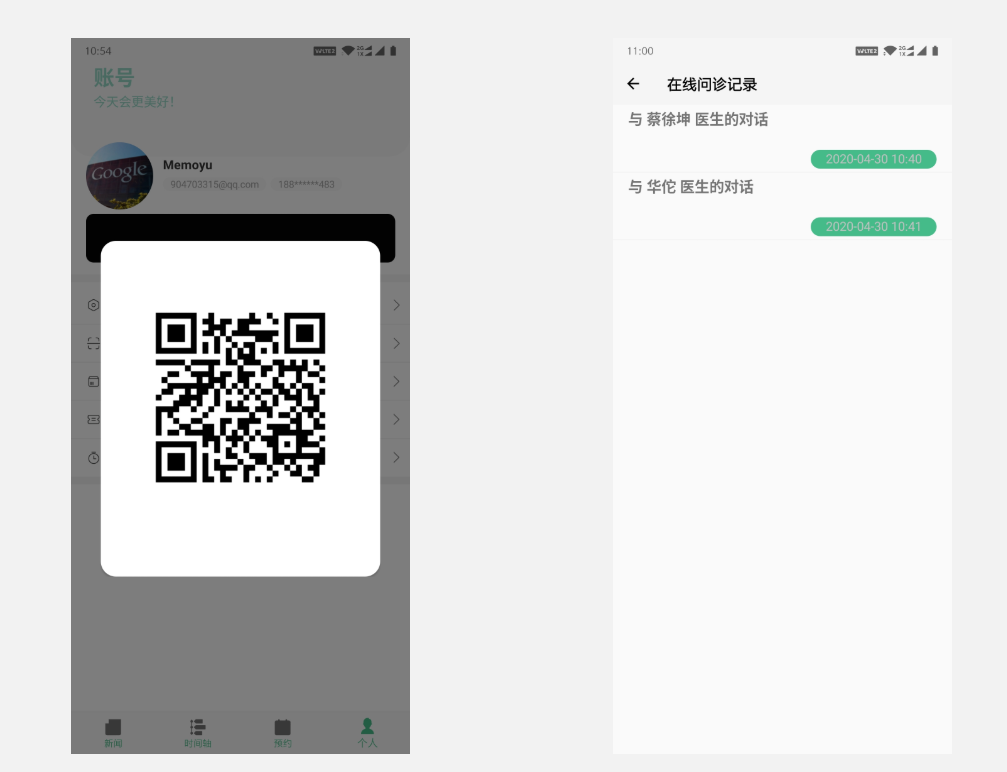 10:54
账号
今天会更美好!
Google
Memoyu
904703315@qq.com
188******483
新闻
时间轴
预约
个人
11:00
在线问诊记录
与 蔡徐坤 医生的对话
2020-04-30 10:40
与 华佗 医生的对话
2020-04-30 10:41